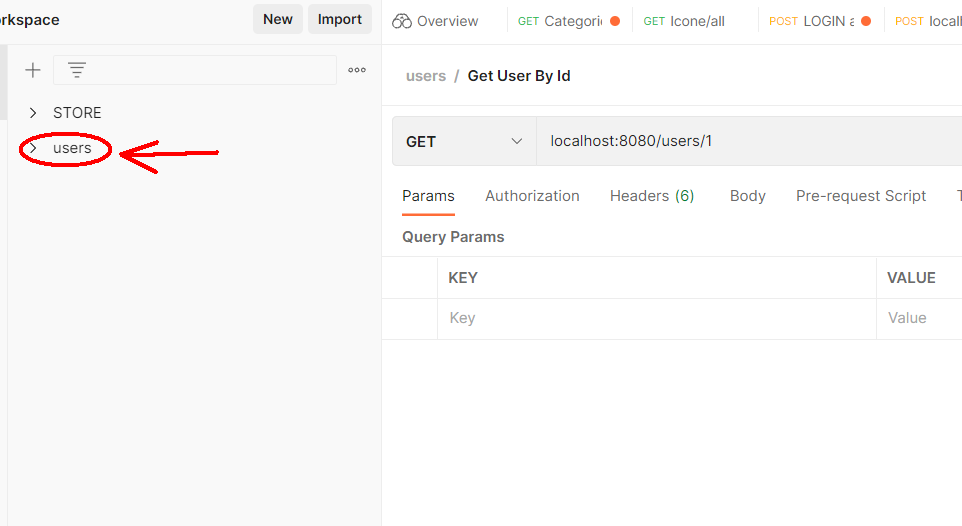 rkspace
New
Import
Overview
GET Categori
GET Icone/all
POST LOGIN a
POST locall
users / Get User By Id
STORE
users
GET
localhost:8080/users/1
Params
Authorization
Headers (6)
Body
Pre-request Script
Query Params
KEY
VALUE
Key
Value